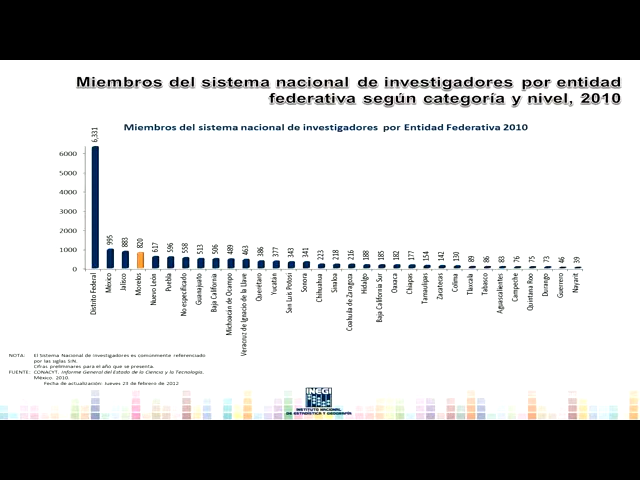 Miembros del sistema nacional de investigadores por entidad
federativa según categoría y nivel, 2010
Miembros del sistema nacional de investigadores por Entidad Federativa 2010
6000
5000
4000
3000
2000
1000
0
6,331
995
883
820
617
596
558
513
506
489
463
386
377
343
341
223
218
216
188
185
182
177
154
142
130
89
86
83
76
75
73
46
39
Distrito Federal
México
Jalisco
Morelos
Nuevo León
Puebla
No especificado
Guanajuato
Baja California
Michoacán de Ocampo
Veracruz de Ignacio de la Llave
Querétaro
Yucatán
San Luis Potosí
Sonora
Chihuahua
Sinaloa
Coahuila de Zaragoza
Hidalgo
Baja California Sur
Oaxaca
Chiapas
Tamaulipas
Zacatecas
Colima
Tlaxcala
Tabasco
Aguascalientes
Campeche
Quintana Roo
Durango
Guerrero
Nayarit
NOTA: El Sistema Nacional de Investigadores es comunmente referenciado
por las siglas SIN.
Cifras preliminares para el año que se presenta.
FUENTE: CONACYT. Informe General del Estado de la Ciencia y la Tecnología.
México 2010.
Fecha de actualización: Jueves 23 de febrero de 2012
INEGI
INSTITUTO NACIONAL
DE ESTADÍSTICA Y GEOGRAFÍA